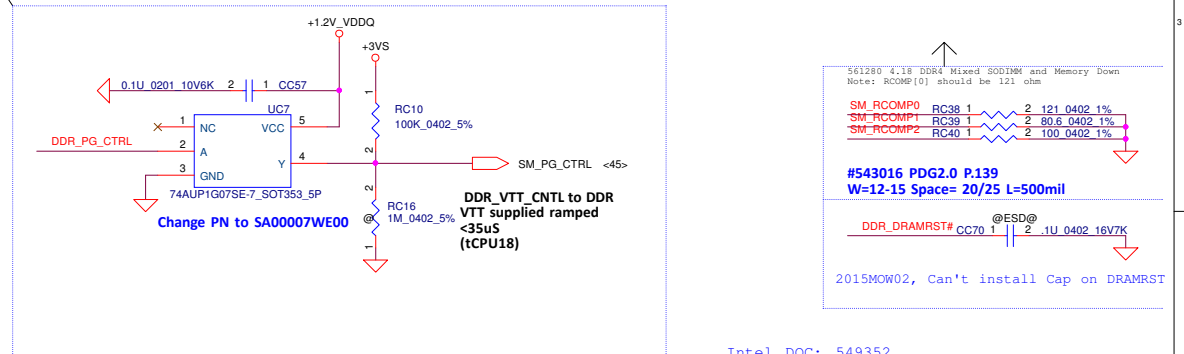 +1.2V_VDDQ
+3VS
0.1U_0201_10V6K 2 1 CC57
UC7
1 NC VCC 5
DDR_PG_CTRL 2 A
Y 4
3 GND
74AUP1G07SE-7_SOT353_5P
Change PN to SA00007WE00
1
RC10
100K_0402_5%
2
SM_PG_CTRL <45>
2
RC16
@ 1M_0402_5%
1
DDR_VTT_CNTL to DDR
VTT supplied ramped
<35uS
(tCPU18)
3
561280 4.18 DDR4 Mixed SODIMM and Memory Down
Note: RCOMP[0] should be 121 ohm
SM_RCOMP0 RC38 1 2 121_0402_1%
SM_RCOMP1 RC39 1 2 80.6_0402_1%
SM_RCOMP2 RC40 1 2 100_0402_1%
#543016 PDG2.0 P.139
W=12-15 Space= 20/25 L=500mil
@ESD@
DDR_DRAMRST# CC70 1 2 .1U_0402_16V7K
2015MOW02, Can't install Cap on DRAMRST
Intel DOC: 549352